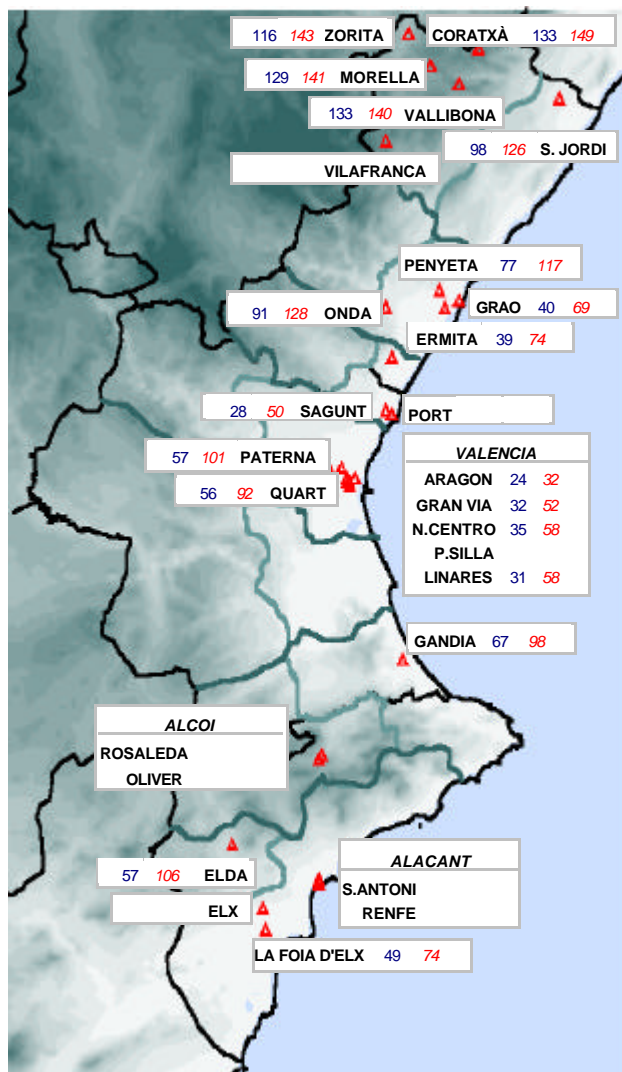 116 143 ZORITA
CORATXÀ 133 149
129 141 MORELLA
133 140 VALLIBONA
98 126 S. JORDI
VILAFRANCA
PENYETA 77 117
91 128 ONDA
GRAO 40 69
ERMITA 39 74
28 50 SAGUNT
PORT
57 101 PATERNA
56 92 QUART
VALENCIA
ARAGON 24 32
GRAN VIA 32 52
N.CENTRO 35 58
P.SILLA
LINARES 31 58
GANDIA 67 98
ALCOI
ROSALEDA
OLIVER
57 106 ELDA
ELX
ALACANT
S.ANTONI
RENFE
LA FOIA D'ELX 49 74